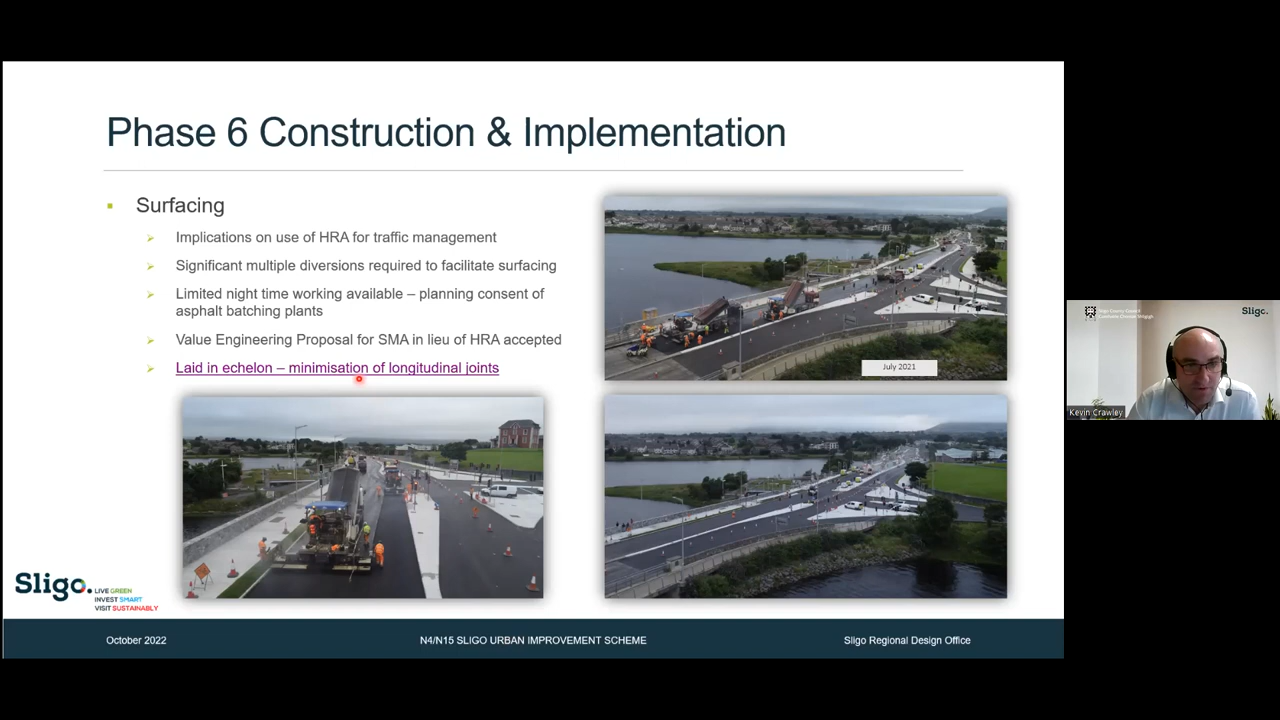 Phase 6 Construction & Implementation
Surfacing
Implications on use of HRA for traffic management
Significant multiple diversions required to facilitate surfacing
Limited night time working available – planning consent of
asphalt batching plants
Value Engineering Proposal for SMA in lieu of HRA accepted
Laid in echelon – minimisation of longitudinal joints
July 2021
Sligo.
Kevin Crawley
Sligo.
LIVE GREEN
INVEST SMART
VISIT SUSTAINABLY
October 2022
N4/N15 SLIGO URBAN IMPROVEMENT SCHEME
Sligo Regional Design Office